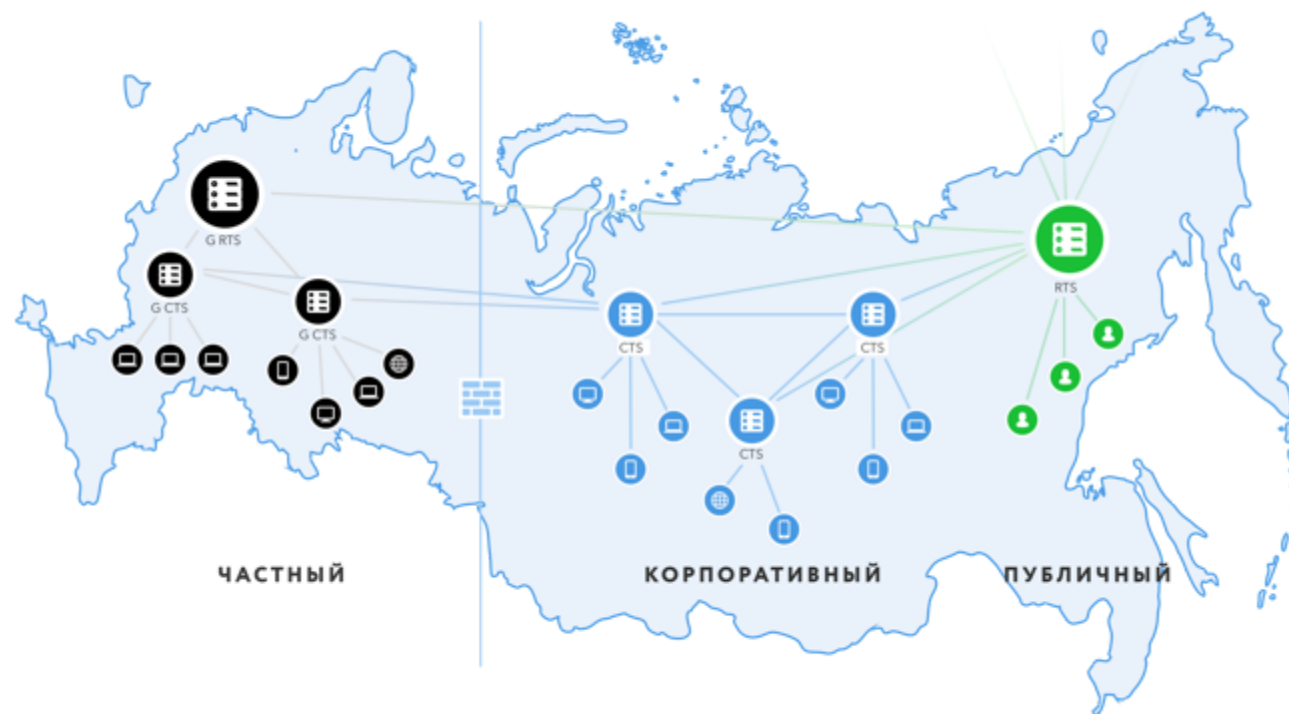 G RTS
G CTS
G CTS
CTS
CTS
CTS
RTS
ЧАСТНЫЙ
КОРПОРАТИВНЫЙ
ПУБЛИЧНЫЙ